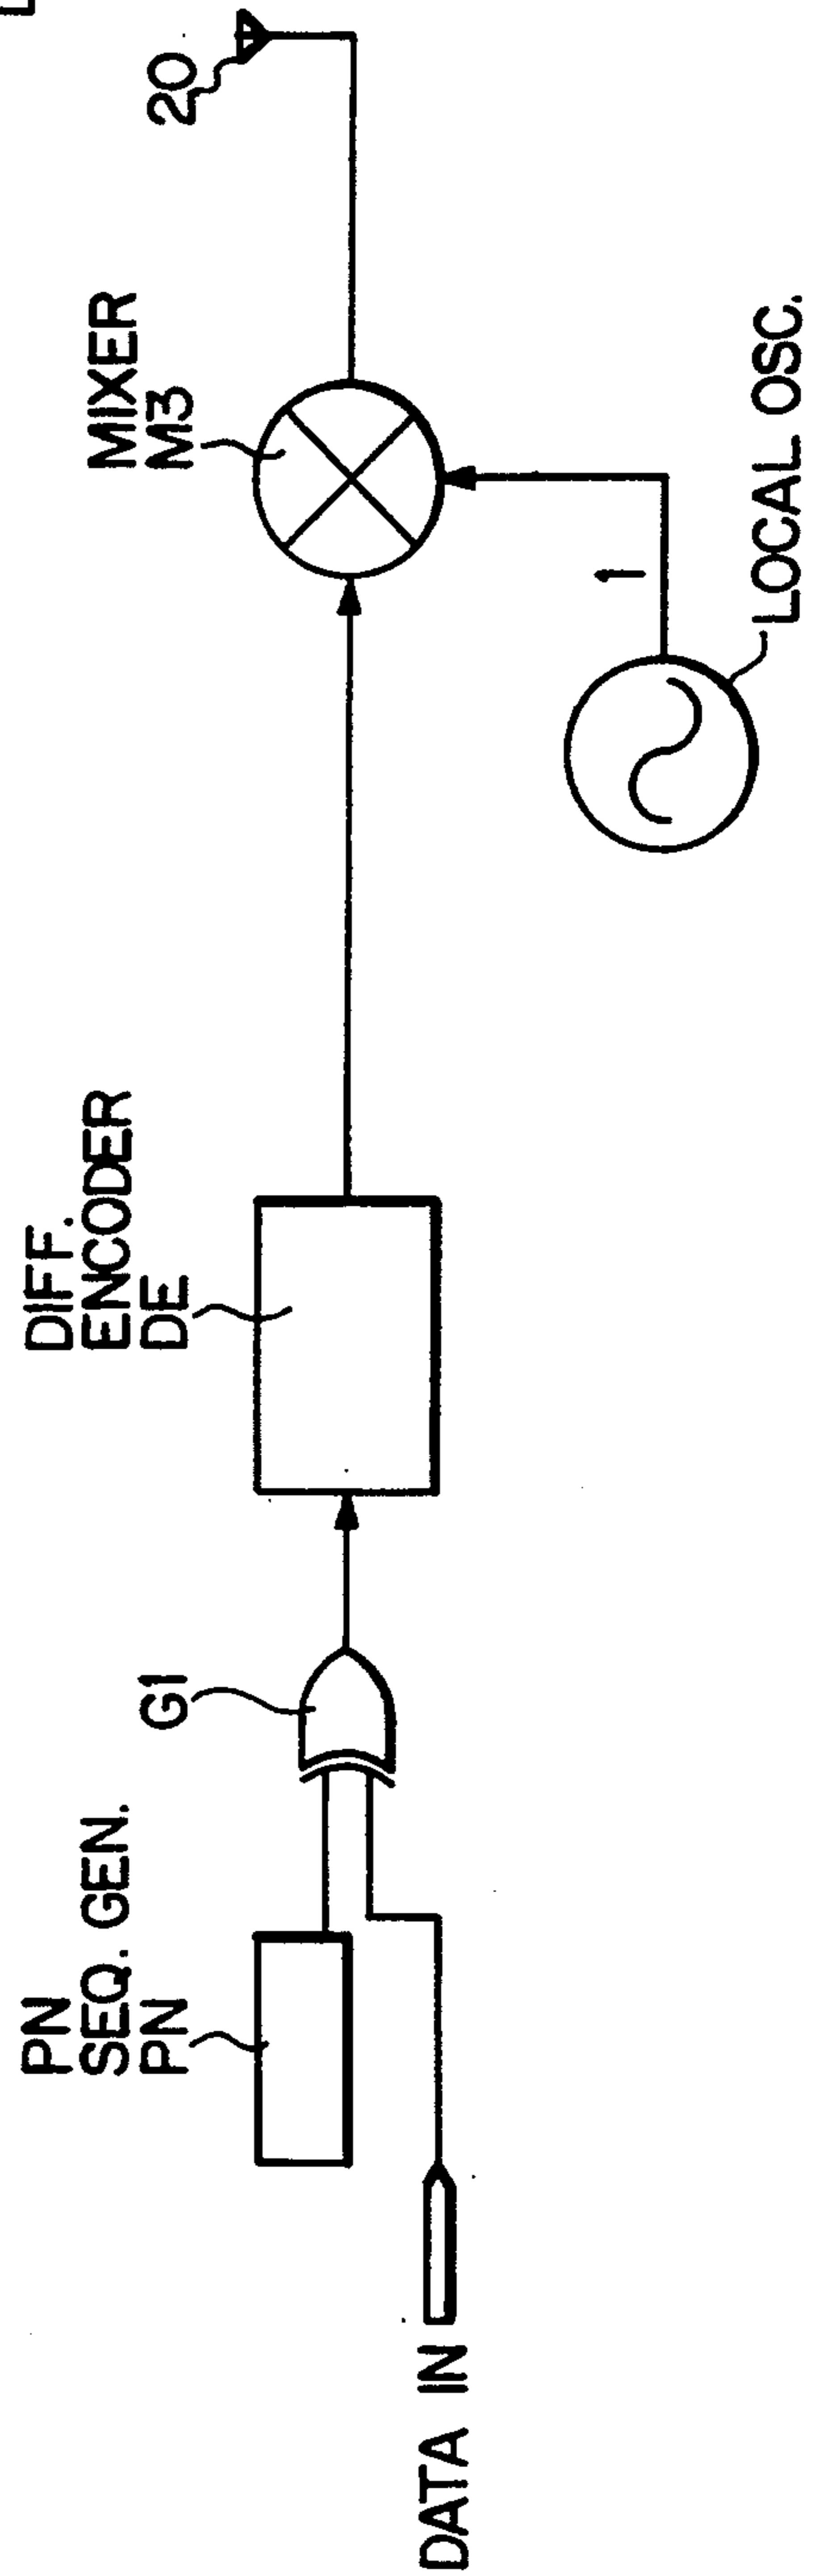 PN
SEQ. GEN.
PN
G1
DIFF.
ENCODER
DE
MIXER
M3
20
DATA IN
1
LOCAL OSC.